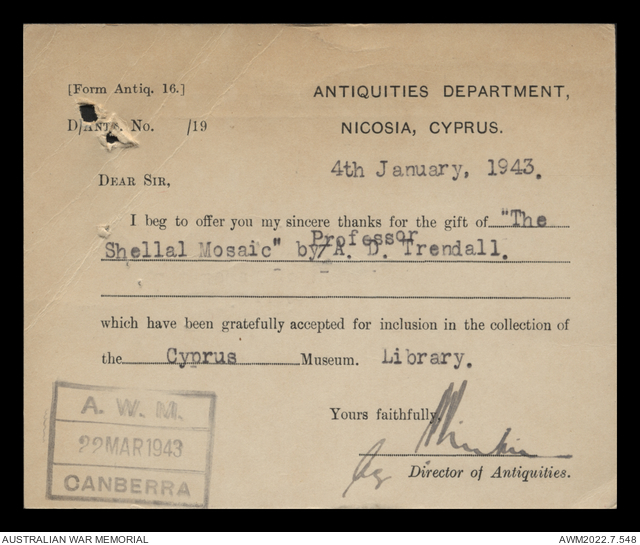 [Form Antiq. 16.]
ANTIQUITIES DEPARTMENT,
D/ANTS. No. /19
NICOSIA, CYPRUS.
4th January, 1943.
DEAR SIR,
I beg to offer you my sincere thanks for the gift of "The
Professor
Shellal Mosaic" by/A. D. Trendall.
which have been gratefully accepted for inclusion in the collection of
the Cyprus Museum. Library.
Yours faithfully,
Director of Antiquities.
A. W. M.
22 MAR 1943
CANBERRA
AUSTRALIAN WAR MEMORIAL
AWM2022.7.548